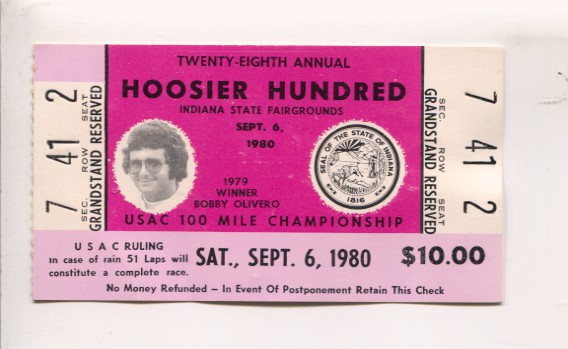 TWENTY-EIGHTH ANNUAL
HOOSIER HUNDRED
INDIANA STATE FAIRGROUNDS
SEPT. 6,
1980
1979
WINNER
BOBBY OLIVERO
USAC 100 MILE CHAMPIONSHIP
SEAL OF THE STATE OF INDIANA
1816
7 41 2
SEC. ROW SEAT
GRANDSTAND RESERVED
7 41 2
SEC. ROW SEAT
GRANDSTAND RESERVED
U S A C RULING
In case of rain 51 Laps will
constitute a complete race.
SAT., SEPT. 6, 1980
$10.00
No Money Refunded — In Event Of Postponement Retain This Check